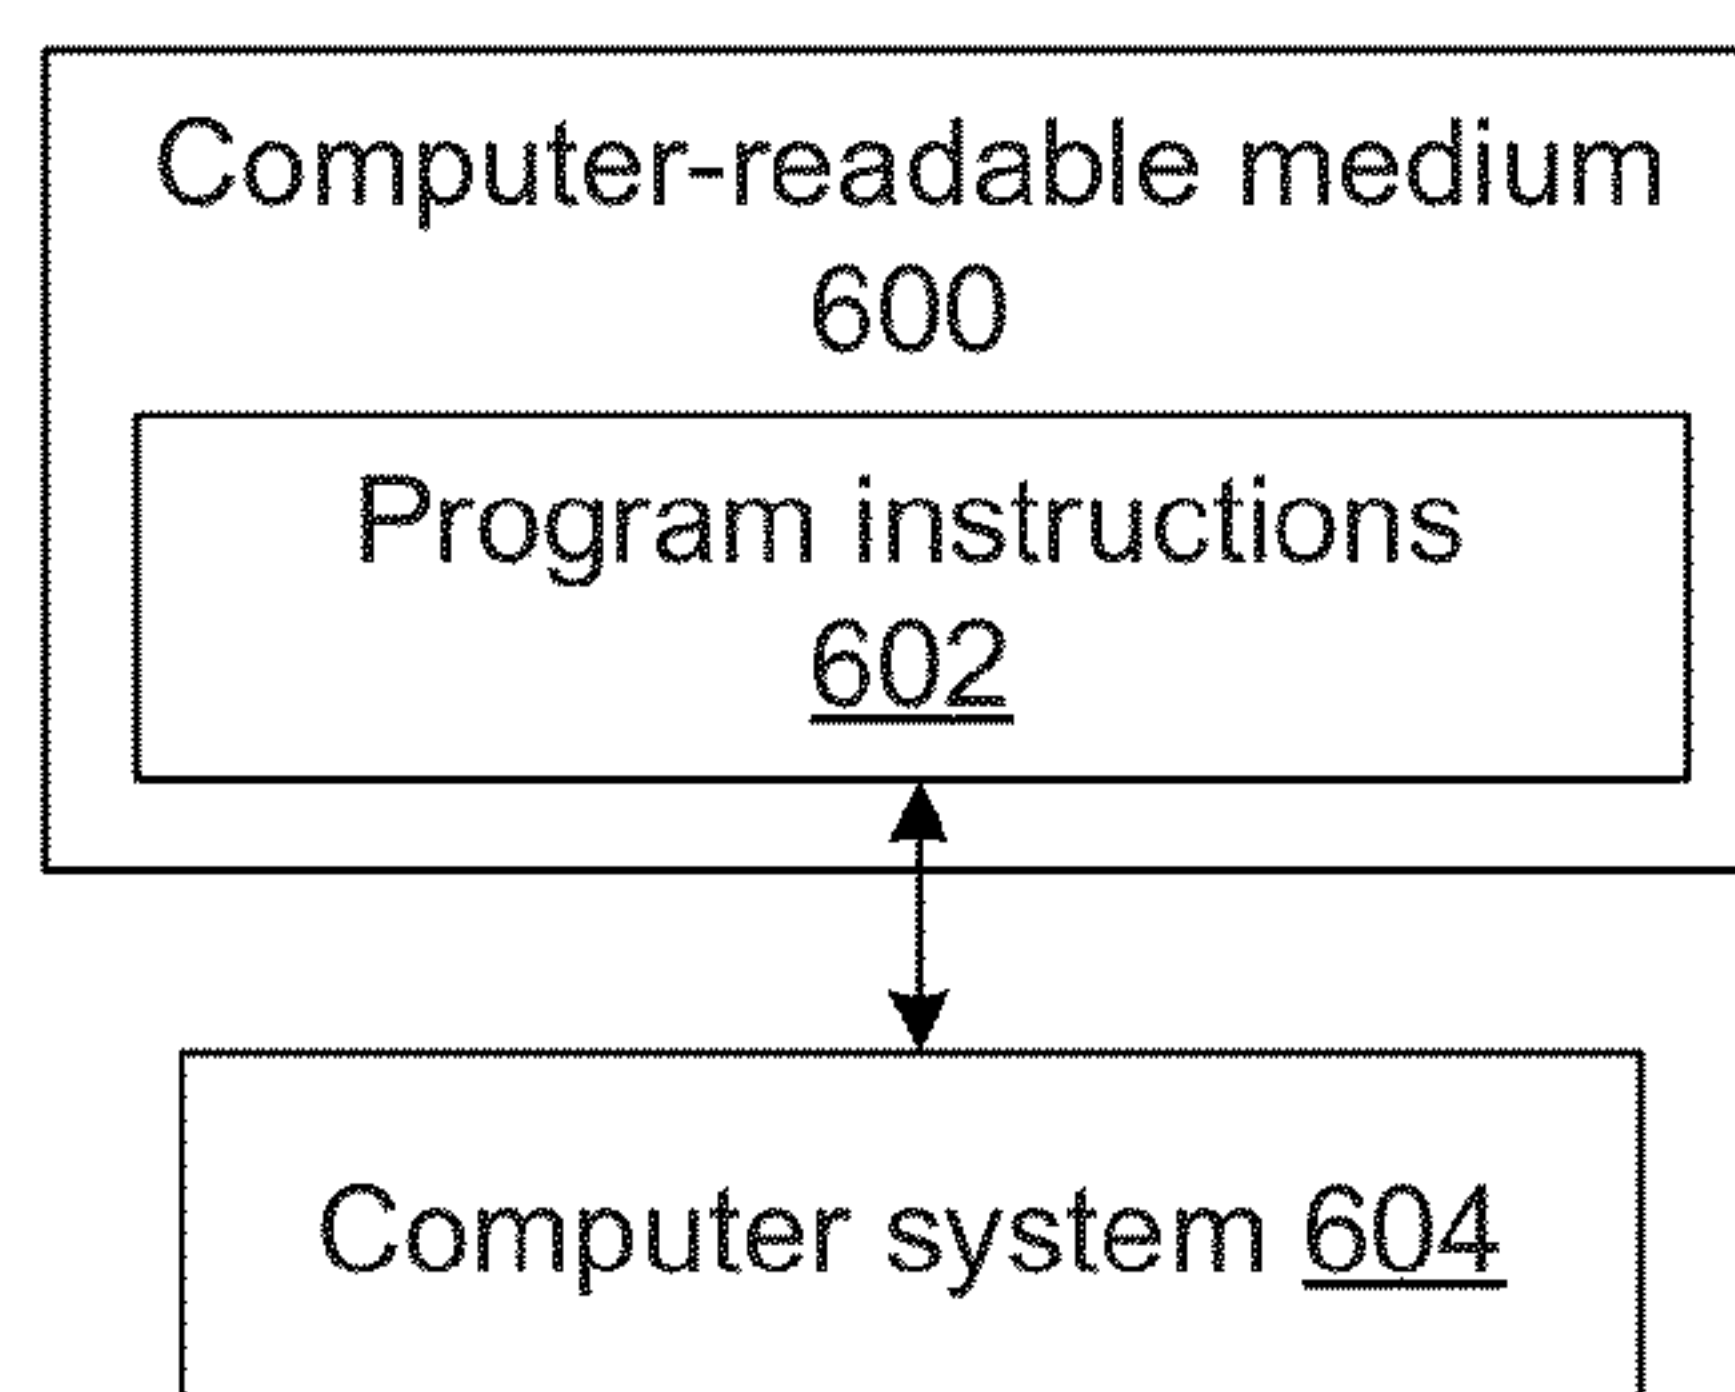 Computer-readable medium
600
Program instructions
602
Computer system 604